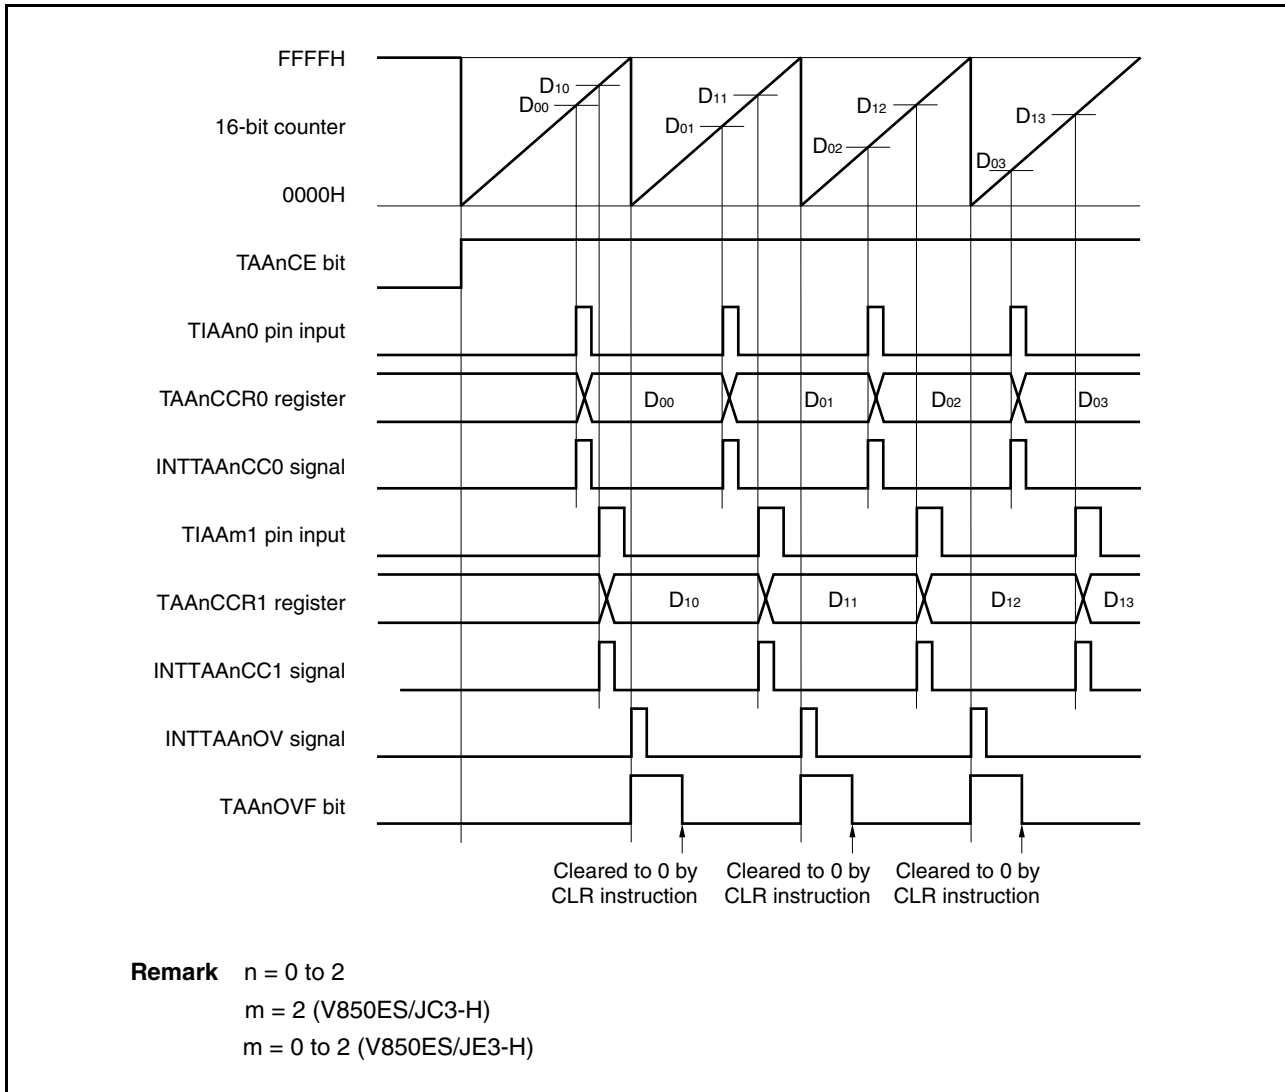 FFFFH
D10
D00
D11
D01
D12
D02
D13
D03
16-bit counter
0000H
TAAnCE bit
TIAAn0 pin input
TAAnCCR0 register
D00
D01
D02
D03
INTTAAnCC0 signal
TIAAm1 pin input
TAAnCCR1 register
D10
D11
D12
D13
INTTAAnCC1 signal
INTTAAnOV signal
TAAnOVF bit
Cleared to 0 by
CLR instruction
Cleared to 0 by
CLR instruction
Cleared to 0 by
CLR instruction
Remark n = 0 to 2
m = 2 (V850ES/JC3-H)
m = 0 to 2 (V850ES/JE3-H)